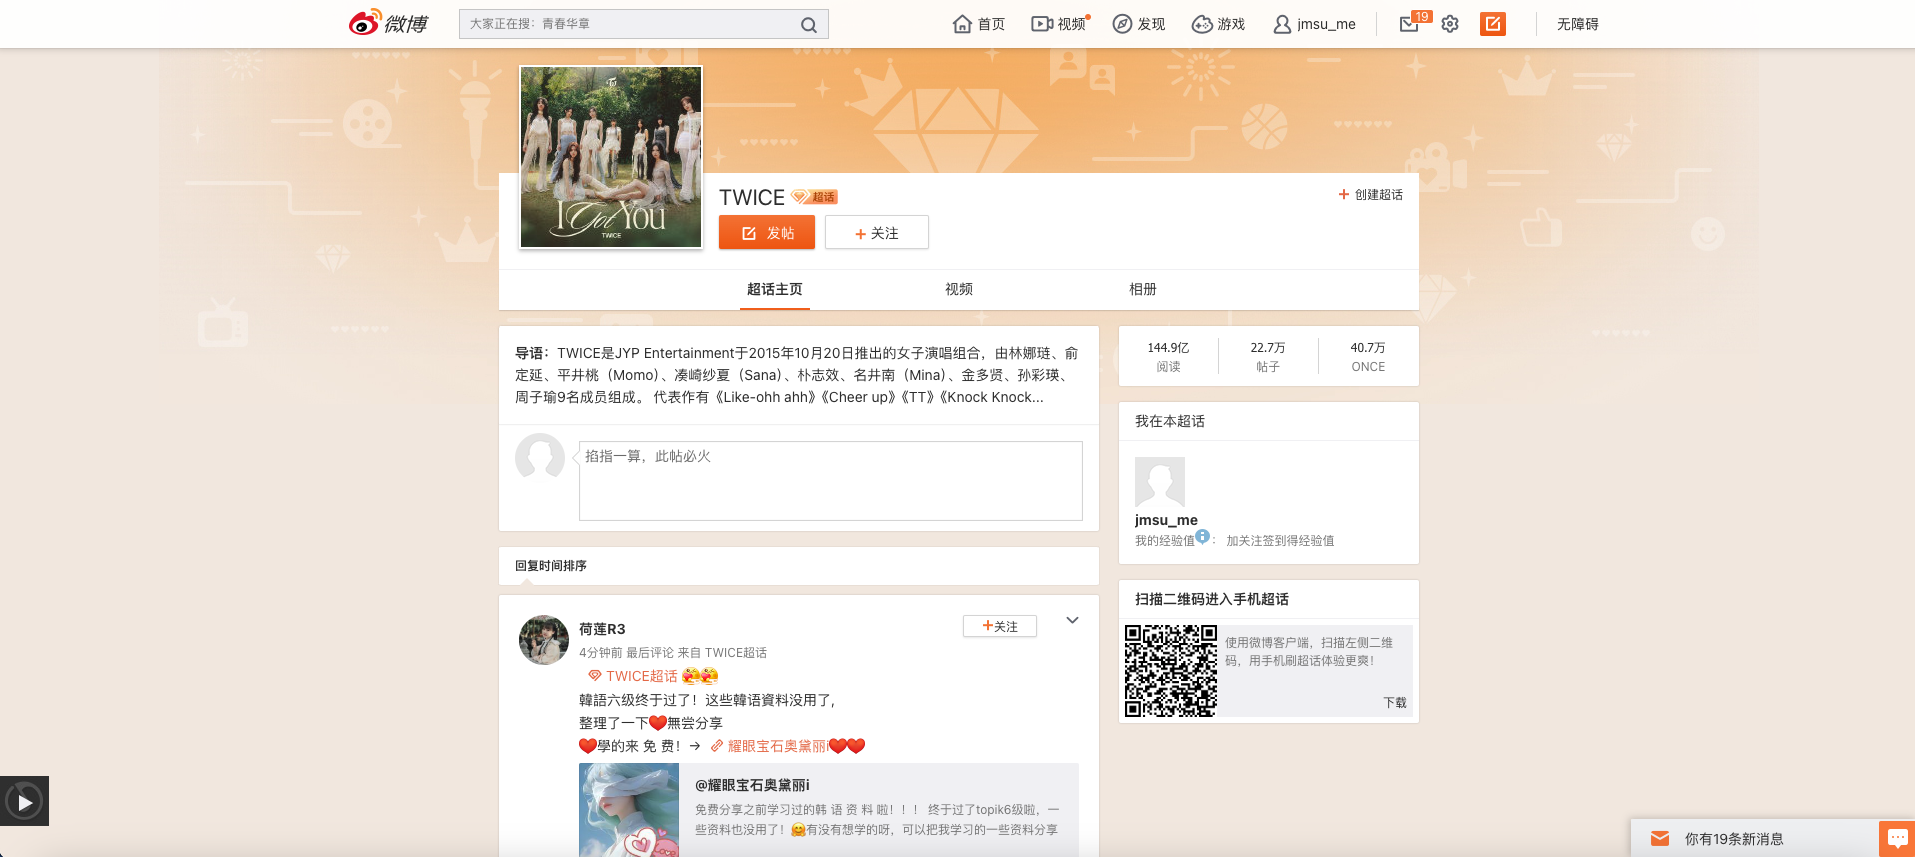 微博
大家正在搜：青春华章
首页
视频
发现
游戏
jmsu_me
19
无障碍
I Got You
TWICE
TWICE 超话
创建超话
发帖
+ 关注
超话主页
视频
相册
导语：TWICE是JYP Entertainment于2015年10月20日推出的女子演唱组合，由林娜琏、俞
定延、平井桃（Momo）、凑崎纱夏（Sana）、朴志效、名井南（Mina）、金多贤、孙彩瑛、
周子瑜9名成员组成。 代表作有《Like-ohh ahh》《Cheer up》《TT》《Knock Knock...
掐指一算，此帖必火
回复时间排序
荷莲R3
+关注
4分钟前 最后评论 来自 TWICE超话
TWICE超话
韓語六级终于过了！这些韓语資料没用了，
整理了一下❤️無尝分享
❤️學的来 免 费！→ 耀眼宝石奥黛丽i❤️❤️
@耀眼宝石奥黛丽i
免费分享之前学习过的韩 语 资 料 啦！！！ 终于过了topik6级啦，一
些资料也没用了！🤗有没有想学的呀，可以把我学习的一些资料分享
144.9亿
阅读
22.7万
帖子
40.7万
ONCE
我在本超话
jmsu_me
我的经验值： 加关注签到得经验值
扫描二维码进入手机超话
使用微博客户端，扫描左侧二维
码，用手机刷超话体验更爽！
下载
你有19条新消息